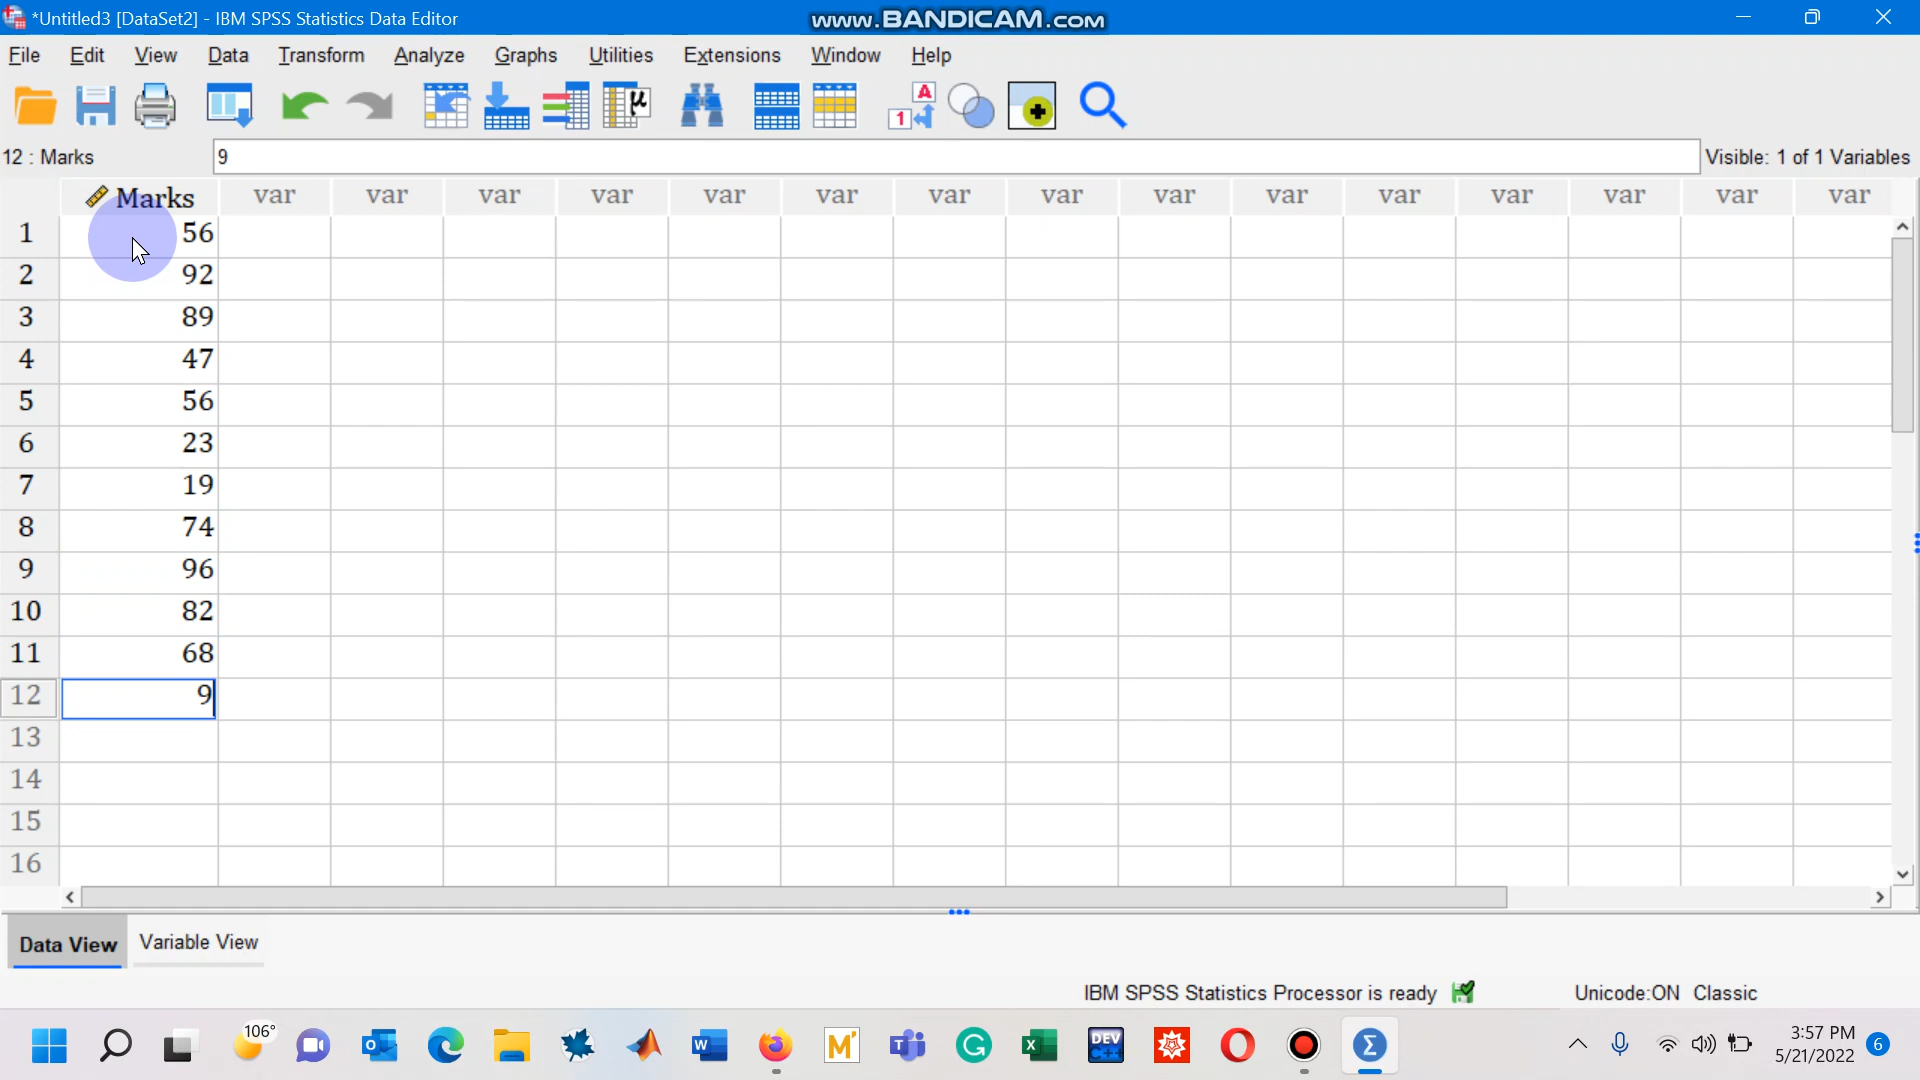 *Untitled3 [DataSet2] - IBM SPSS Statistics Data Editor
www.BANDICAM.com
File Edit View Data Transform Analyze Graphs Utilities Extensions Window Help
12 : Marks 9 Visible: 1 of 1 Variables
Marks var var var var var var var var var var var var var var var
1 56
2 92
3 89
4 47
5 56
6 23
7 19
8 74
9 96
10 82
11 68
12 9
13
14
15
16
Data View Variable View
IBM SPSS Statistics Processor is ready Unicode:ON Classic
106°
3:57 PM
5/21/2022
6